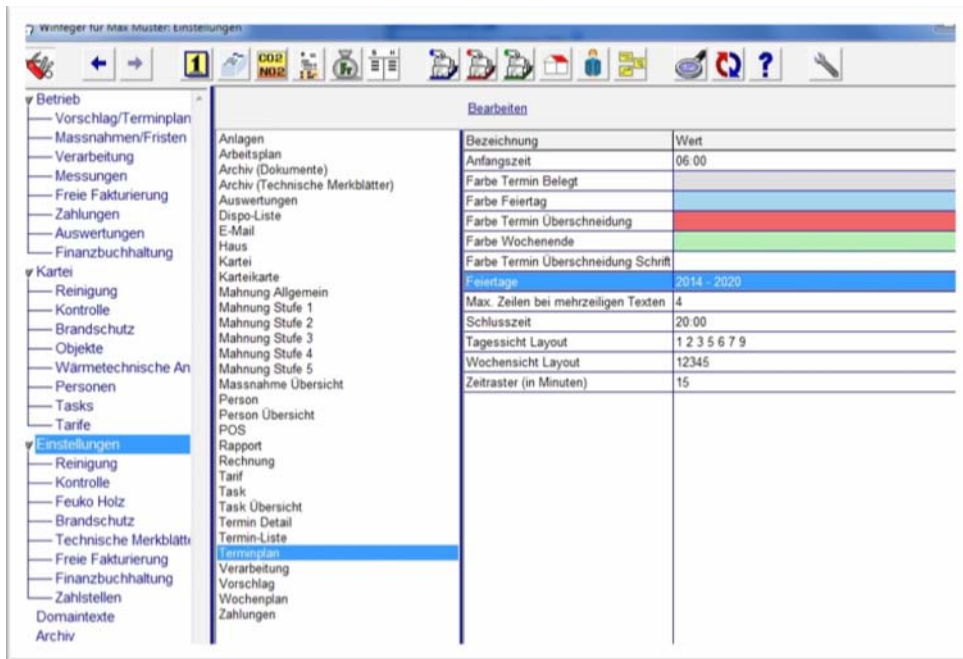 Winfeger für Max Muster: Einstellungen
1
CO2
NO2
Fr
S H
?
Betrieb
Vorschlag/Terminplan
Massnahmen/Fristen
Verarbeitung
Messungen
Freie Fakturierung
Zahlungen
Auswertungen
Finanzbuchhaltung
Kartei
Reinigung
Kontrolle
Brandschutz
Objekte
Wärmetechnische An
Personen
Tasks
Tarife
Einstellungen
Reinigung
Kontrolle
Feuko Holz
Brandschutz
Technische Merkblätte
Freie Fakturierung
Finanzbuchhaltung
Zahlstellen
Domaintexte
Archiv
Bearbeiten
Anlagen
Arbeitsplan
Archiv (Dokumente)
Archiv (Technische Merkblätter)
Auswertungen
Dispo-Liste
E-Mail
Haus
Kartei
Karteikarte
Mahnung Allgemein
Mahnung Stufe 1
Mahnung Stufe 2
Mahnung Stufe 3
Mahnung Stufe 4
Mahnung Stufe 5
Massnahme Übersicht
Person
Person Übersicht
POS
Rapport
Rechnung
Tarif
Task
Task Übersicht
Termin Detail
Termin-Liste
Terminplan
Verarbeitung
Vorschlag
Wochenplan
Zahlungen
Bezeichnung Wert
Anfangszeit 06:00
Farbe Termin Belegt
Farbe Feiertag
Farbe Termin Überschneidung
Farbe Wochenende
Farbe Termin Überschneidung Schrift
Feiertage 2014 - 2020
Max. Zeilen bei mehrzeiligen Texten 4
Schlusszeit 20:00
Tagessicht Layout 1 2 3 5 6 7 9
Wochensicht Layout 12345
Zeitraster (in Minuten) 15